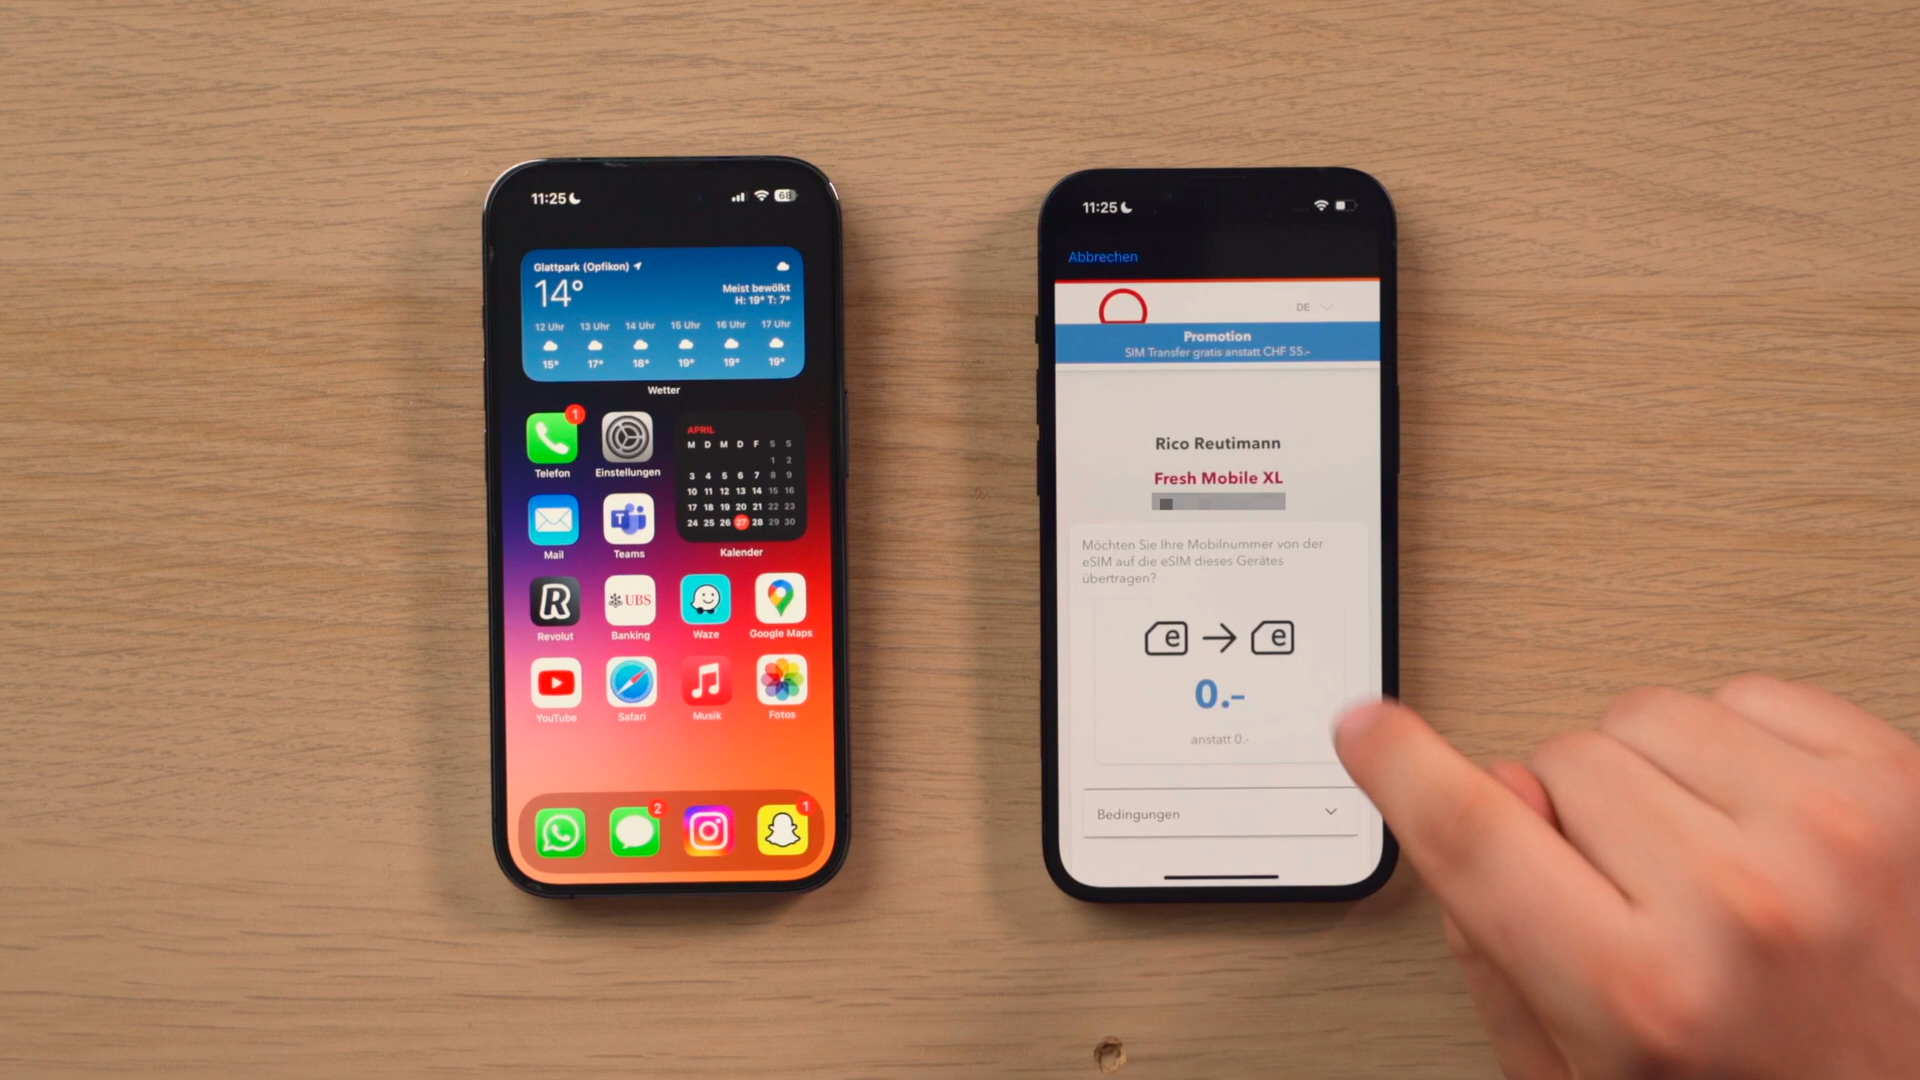 11:25
68
Glattpark (Opfikon)
14°
Meist bewölkt
H: 19° T: 7°
12 Uhr 13 Uhr 14 Uhr 15 Uhr 16 Uhr 17 Uhr
15° 17° 18° 19° 19° 19°
Wetter
1
Telefon
Einstellungen
APRIL
M D M D F S S
1 2
3 4 5 6 7 8 9
10 11 12 13 14 15 16
17 18 19 20 21 22 23
24 25 26 27 28 29 30
Kalender
Mail
T
Teams
R
Revolut
UBS
Banking
Waze
Google Maps
YouTube
Safari
Musik
Fotos
2
1
11:25
Abbrechen
DE
Promotion
SIM Transfer gratis anstatt CHF 55.-
Rico Reutimann
Fresh Mobile XL
Möchten Sie Ihre Mobilnummer von der
eSIM auf die eSIM dieses Gerätes
übertragen?
e → e
0.-
anstatt 0.-
Bedingungen